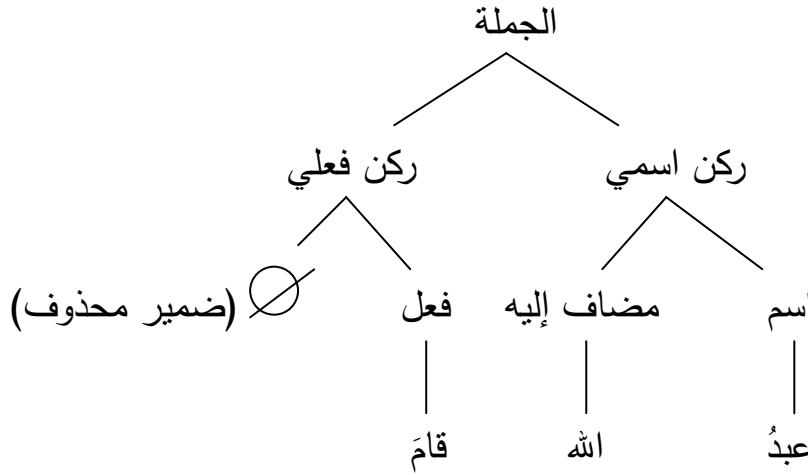 الجملة
ركن اسمي ركن فعلي
اسم مضاف إليه فعل ∅ (ضمير محذوف)
عبدُ الله قامَ